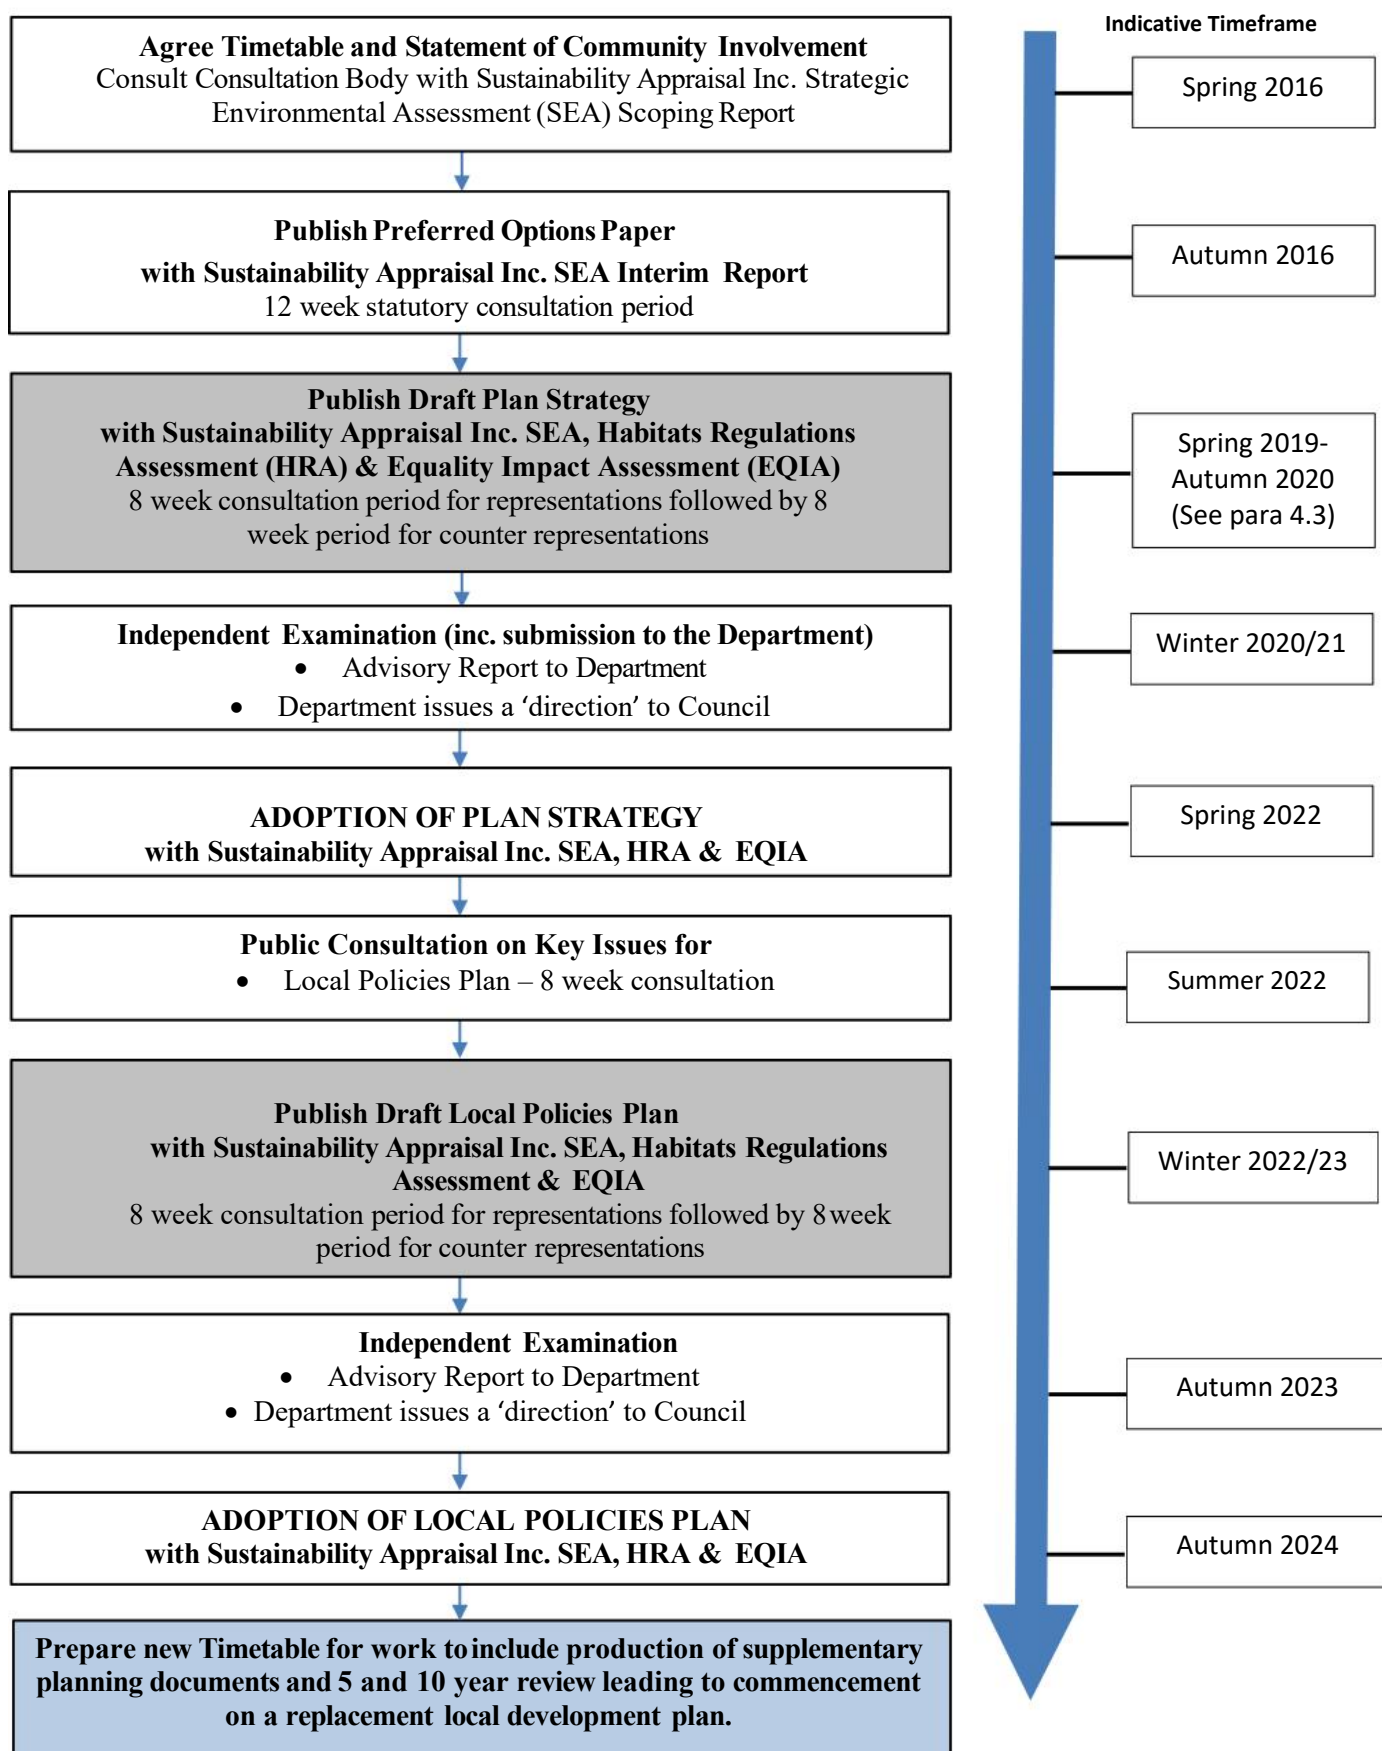 Indicative Timeframe
Agree Timetable and Statement of Community Involvement
Consult Consultation Body with Sustainability Appraisal Inc. Strategic
Environmental Assessment (SEA) Scoping Report
Spring 2016
Publish Preferred Options Paper
with Sustainability Appraisal Inc. SEA Interim Report
12 week statutory consultation period
Autumn 2016
Publish Draft Plan Strategy
with Sustainability Appraisal Inc. SEA, Habitats Regulations
Assessment (HRA) & Equality Impact Assessment (EQIA)
8 week consultation period for representations followed by 8
week period for counter representations
Spring 2019-
Autumn 2020
(See para 4.3)
Independent Examination (inc. submission to the Department)
• Advisory Report to Department
• Department issues a ‘direction’ to Council
Winter 2020/21
ADOPTION OF PLAN STRATEGY
with Sustainability Appraisal Inc. SEA, HRA & EQIA
Spring 2022
Public Consultation on Key Issues for
• Local Policies Plan – 8 week consultation
Summer 2022
Publish Draft Local Policies Plan
with Sustainability Appraisal Inc. SEA, Habitats Regulations
Assessment & EQIA
8 week consultation period for representations followed by 8 week
period for counter representations
Winter 2022/23
Independent Examination
• Advisory Report to Department
• Department issues a ‘direction’ to Council
Autumn 2023
ADOPTION OF LOCAL POLICIES PLAN
with Sustainability Appraisal Inc. SEA, HRA & EQIA
Autumn 2024
Prepare new Timetable for work to include production of supplementary
planning documents and 5 and 10 year review leading to commencement
on a replacement local development plan.